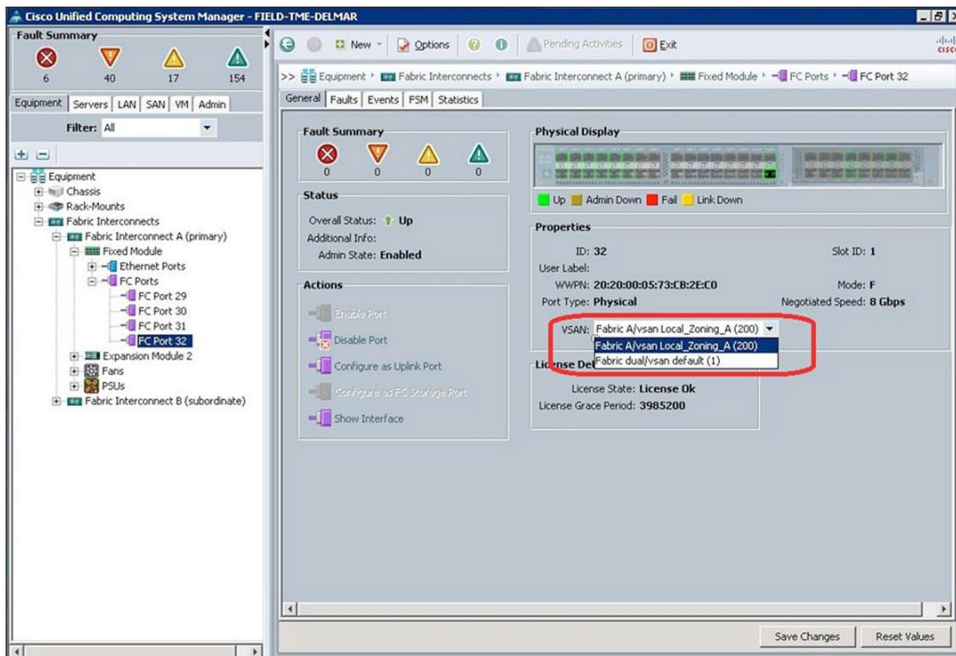 Cisco Unified Computing System Manager - FIELD-TME-DELMAR
Fault Summary
6 40 17 154
Equipment Servers LAN SAN VM Admin
Filter: All
Equipment
Chassis
Rack-Mounts
Fabric Interconnects
Fabric Interconnect A (primary)
Fixed Module
Ethernet Ports
FC Ports
FC Port 29
FC Port 30
FC Port 31
FC Port 32
Expansion Module 2
Fans
PSUs
Fabric Interconnect B (subordinate)
New Options Pending Activities Exit
CISCO
>> Equipment Fabric Interconnects Fabric Interconnect A (primary) Fixed Module FC Ports FC Port 32
General Faults Events FSM Statistics
Fault Summary
0 0 0 0
Status
Overall Status: Up
Additional Info:
Admin State: Enabled
Actions
Enable Port
Disable Port
Configure as Uplink Port
Configure as FC Storage Port
Show Interface
Physical Display
Up Admin Down Fail Link Down
Properties
ID: 32 Slot ID: 1
User Label:
WWPN: 20:20:00:05:73:CB:2E:C0 Mode: F
Port Type: Physical Negotiated Speed: 8 Gbps
VSAN: Fabric A/vsan Local_Zoning_A (200)
Fabric A/vsan Local_Zoning_A (200)
Fabric dual/vsan default (1)
License De
License State: License Ok
License Grace Period: 3985200
Save Changes Reset Values